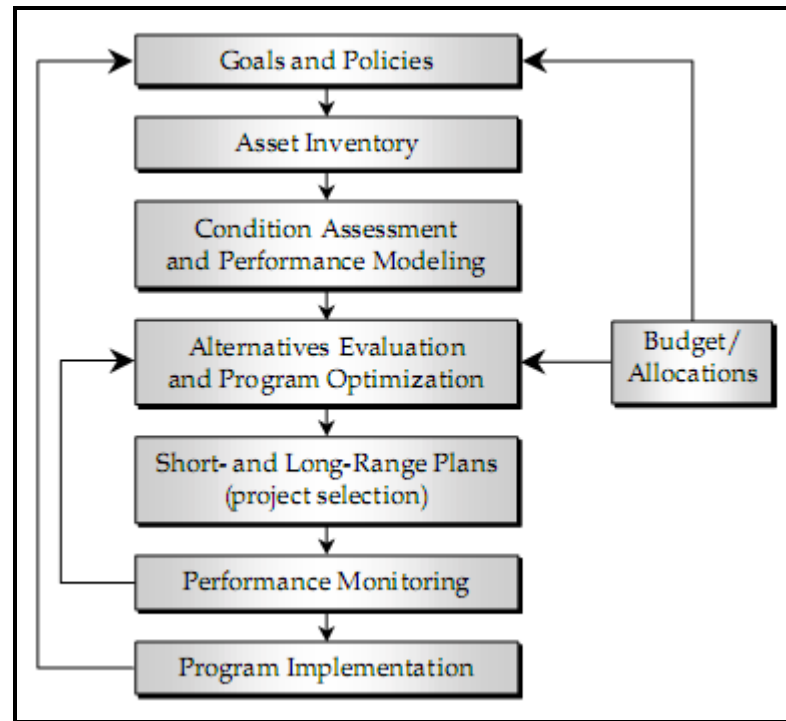 Goals and Policies
Asset Inventory
Condition Assessment
and Performance Modeling
Alternatives Evaluation
and Program Optimization
Budget/
Allocations
Short- and Long-Range Plans
(project selection)
Performance Monitoring
Program Implementation